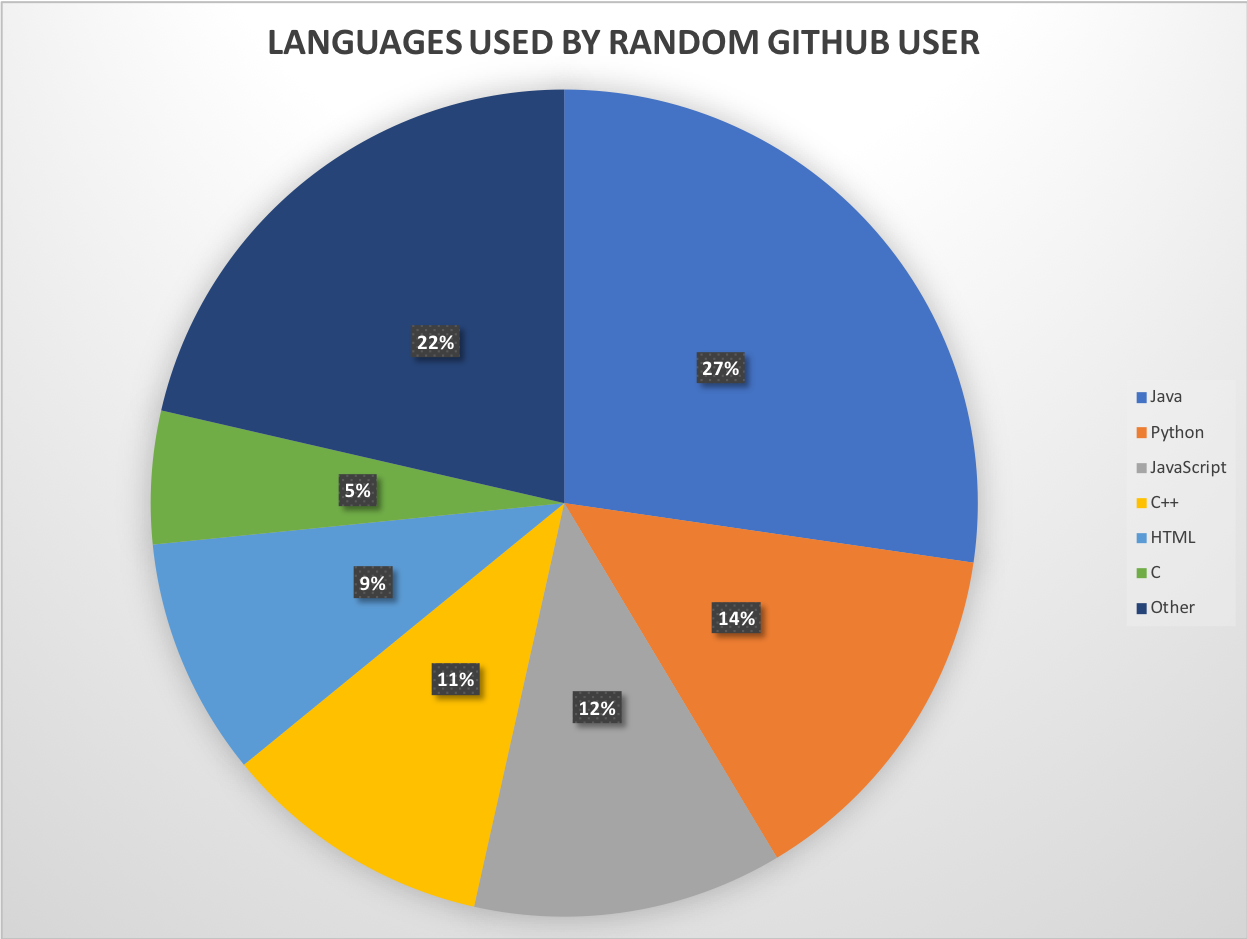 LANGUAGES USED BY RANDOM GITHUB USER
22%
27%
5%
9%
14%
11%
12%
Java
Python
JavaScript
C++
HTML
C
Other